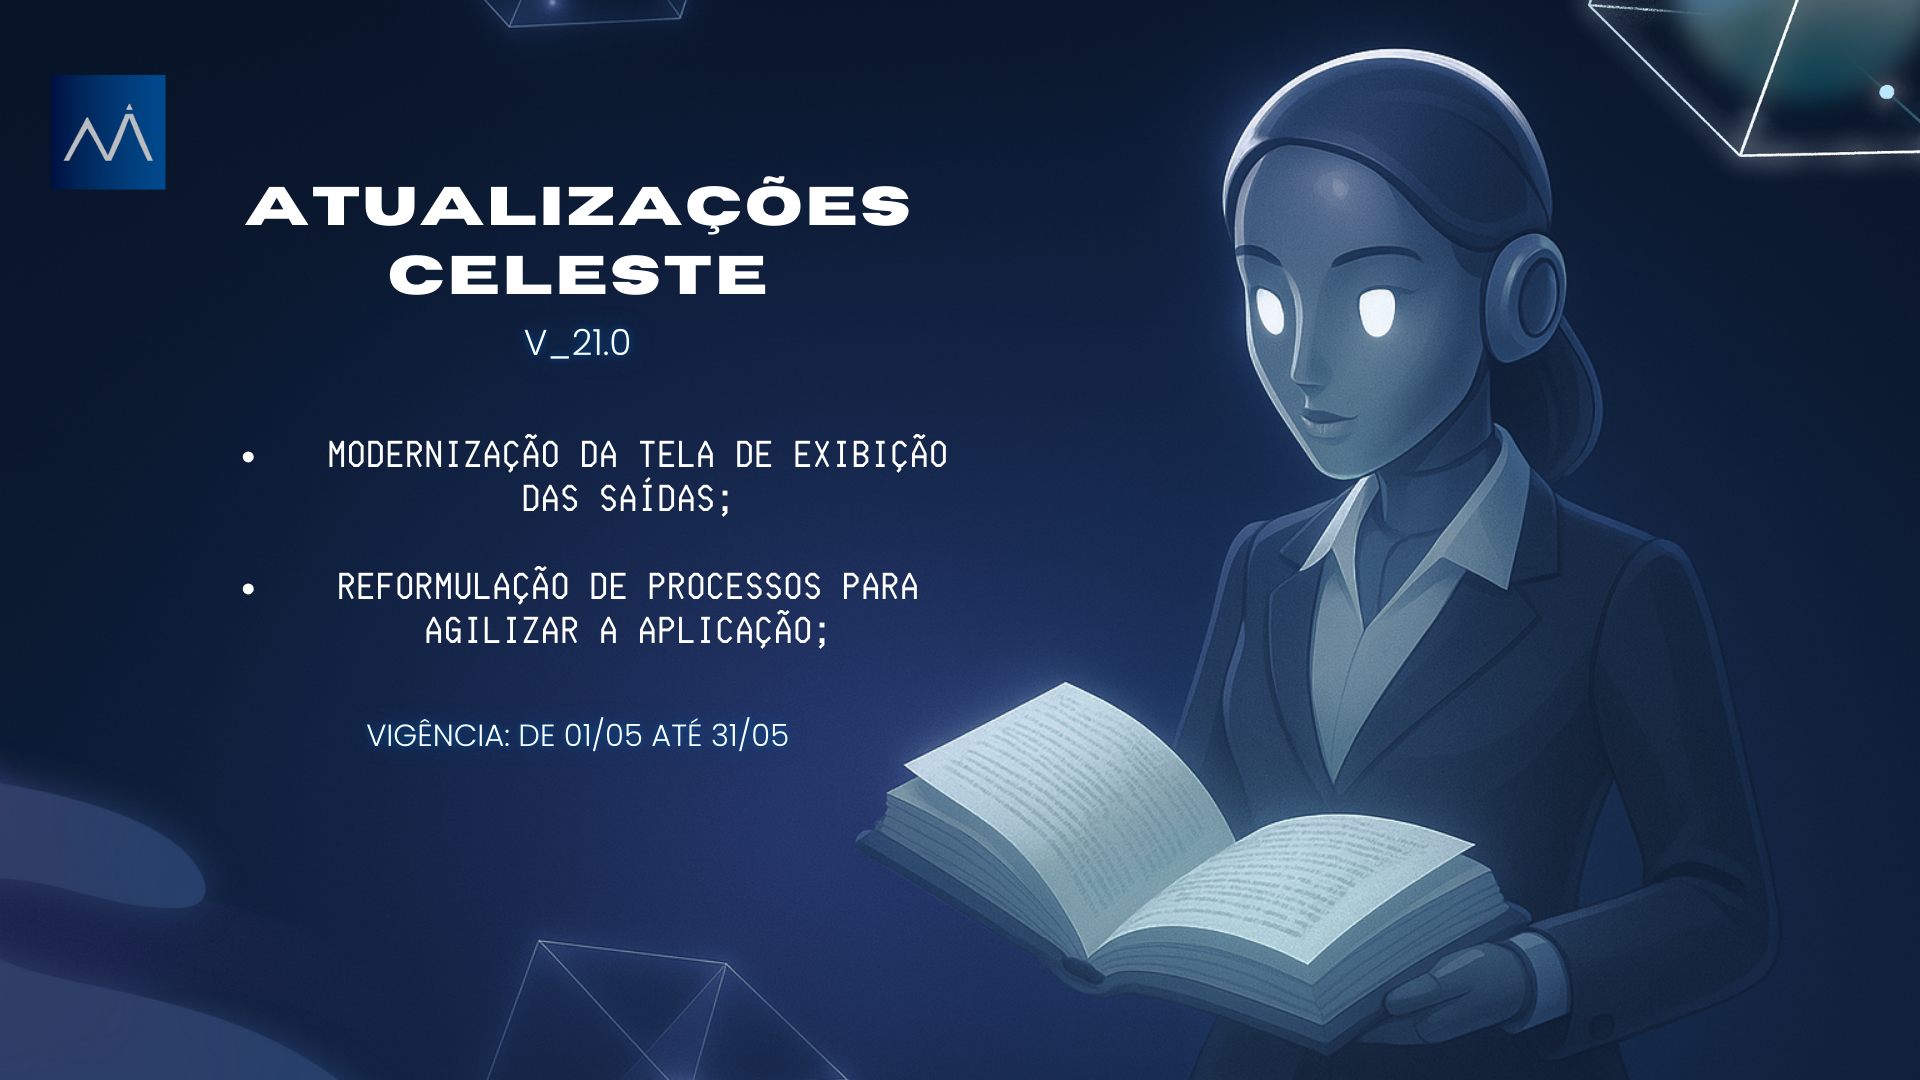 ATUALIZAÇÕES
CELESTE
V_21.0
• MODERNIZAÇÃO DA TELA DE EXIBIÇÃO
DAS SAÍDAS;
• REFORMULAÇÃO DE PROCESSOS PARA
AGILIZAR A APLICAÇÃO;
VIGÊNCIA: DE 01/05 ATÉ 31/05